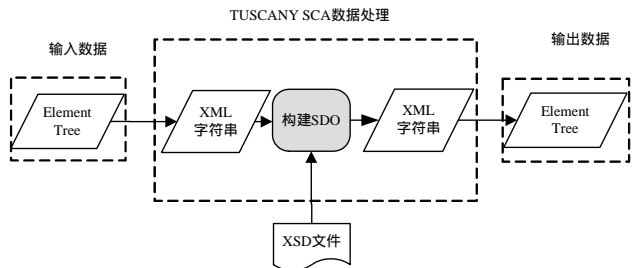 TUSCANY SCA数据处理
输入数据
输出数据
Element
Tree
XML
字符串
构建SDO
XML
字符串
Element
Tree
XSD文件